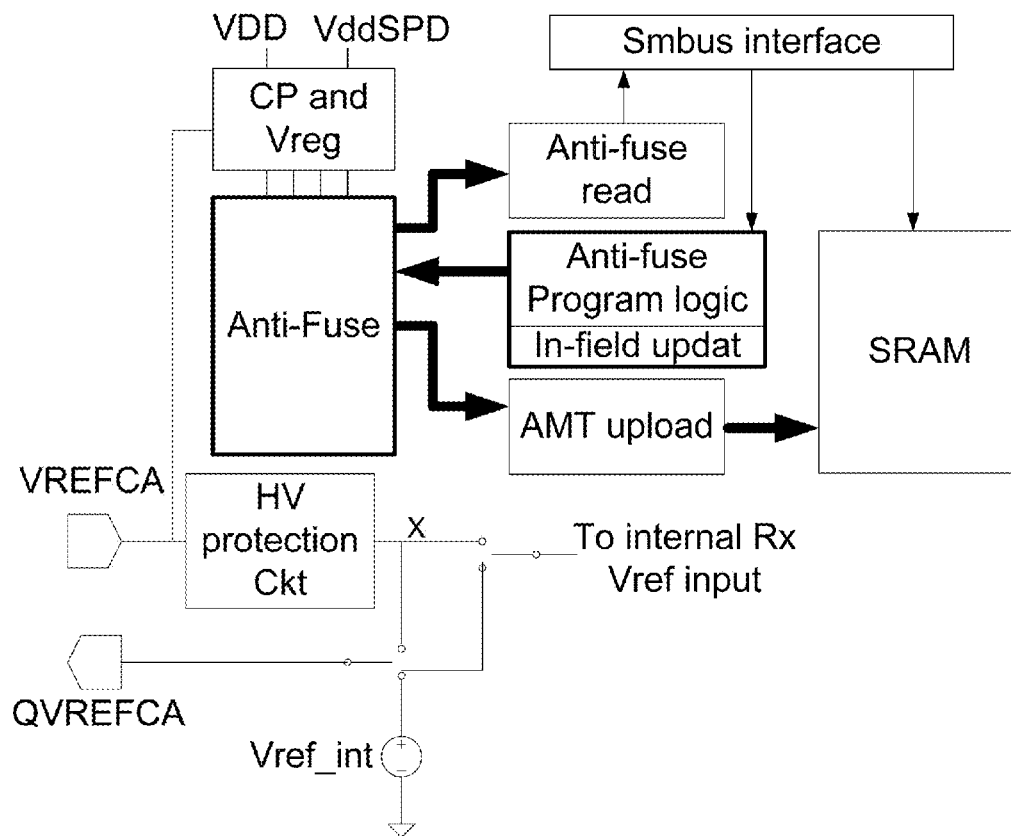 VDD VddSPD
Smbus interface
CP and
Vreg
Anti-fuse
read
Anti-fuse
Program logic
In-field updat
Anti-Fuse
SRAM
AMT upload
VREFCA
HV
protection
Ckt
X
To internal Rx
Vref input
QVREFCA
Vref_int
+
−